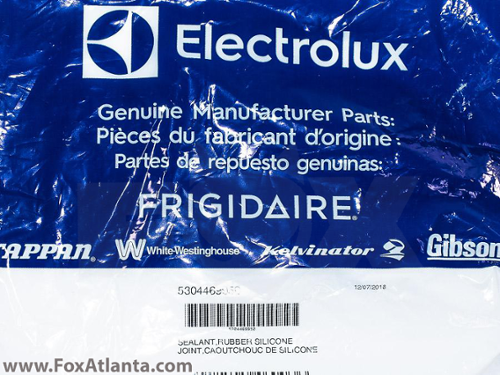 Electrolux
Genuine Manufacturer Parts:
Pièces du fabricant d'origine:
Partes de repuesto genuinas:
FRIGIDAIRE
TAPPAN White-Westinghouse Kelvinator Gibson
12/07/2018
SEALANT,RUBBER SILICONE
JOINT,CAOUTCHOUC DE SILICONE
www.FoxAtlanta.com